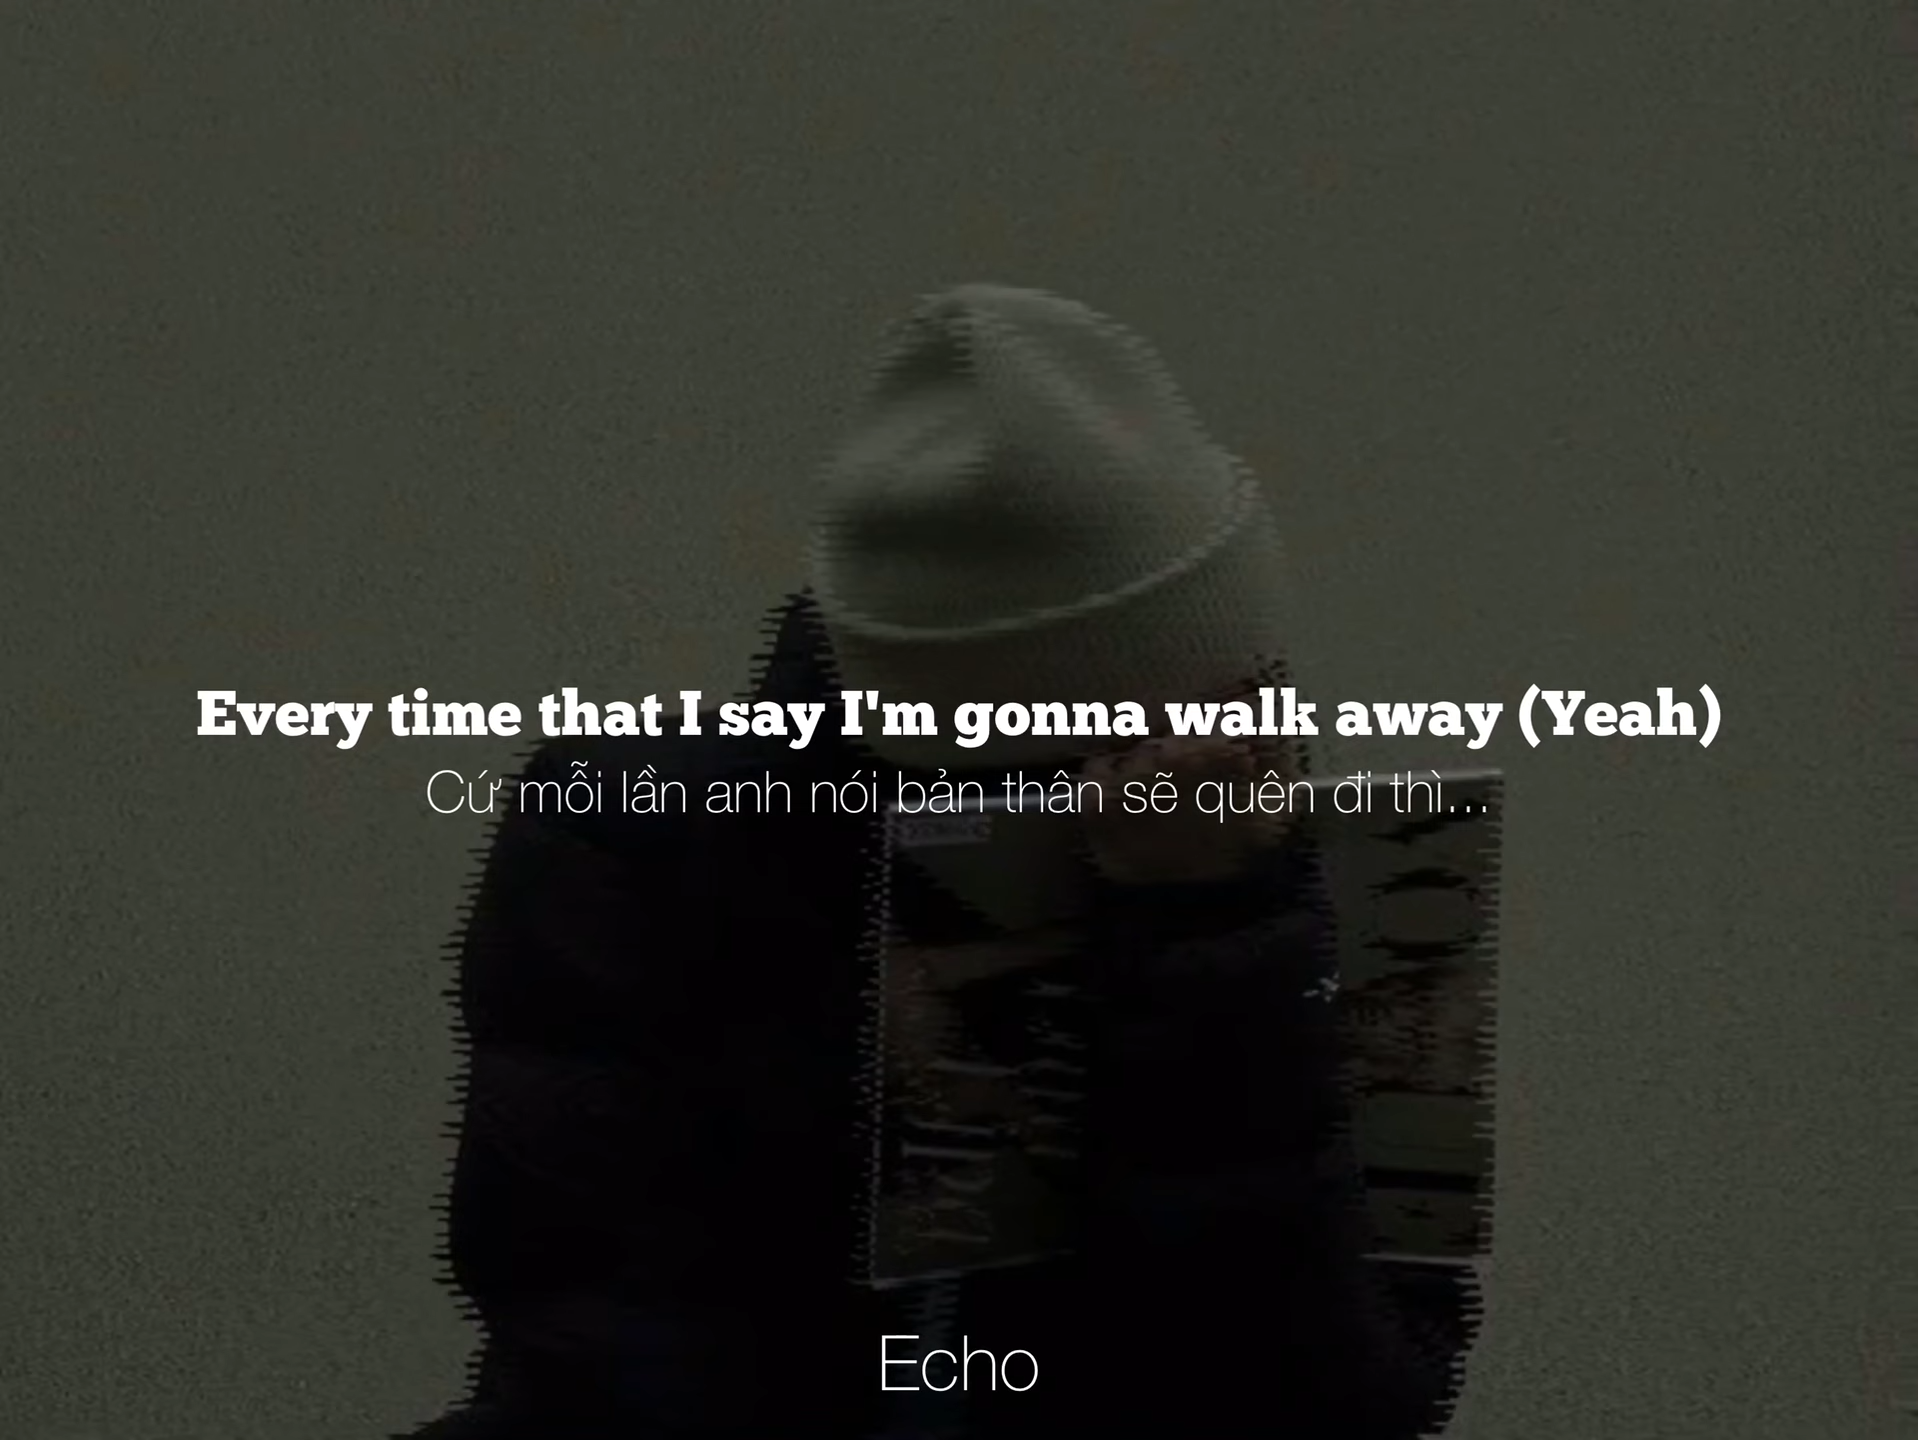 Every time that I say I'm gonna walk away (Yeah)
Cứ mỗi lần anh nói bản thân sẽ quên đi thì...
Echo